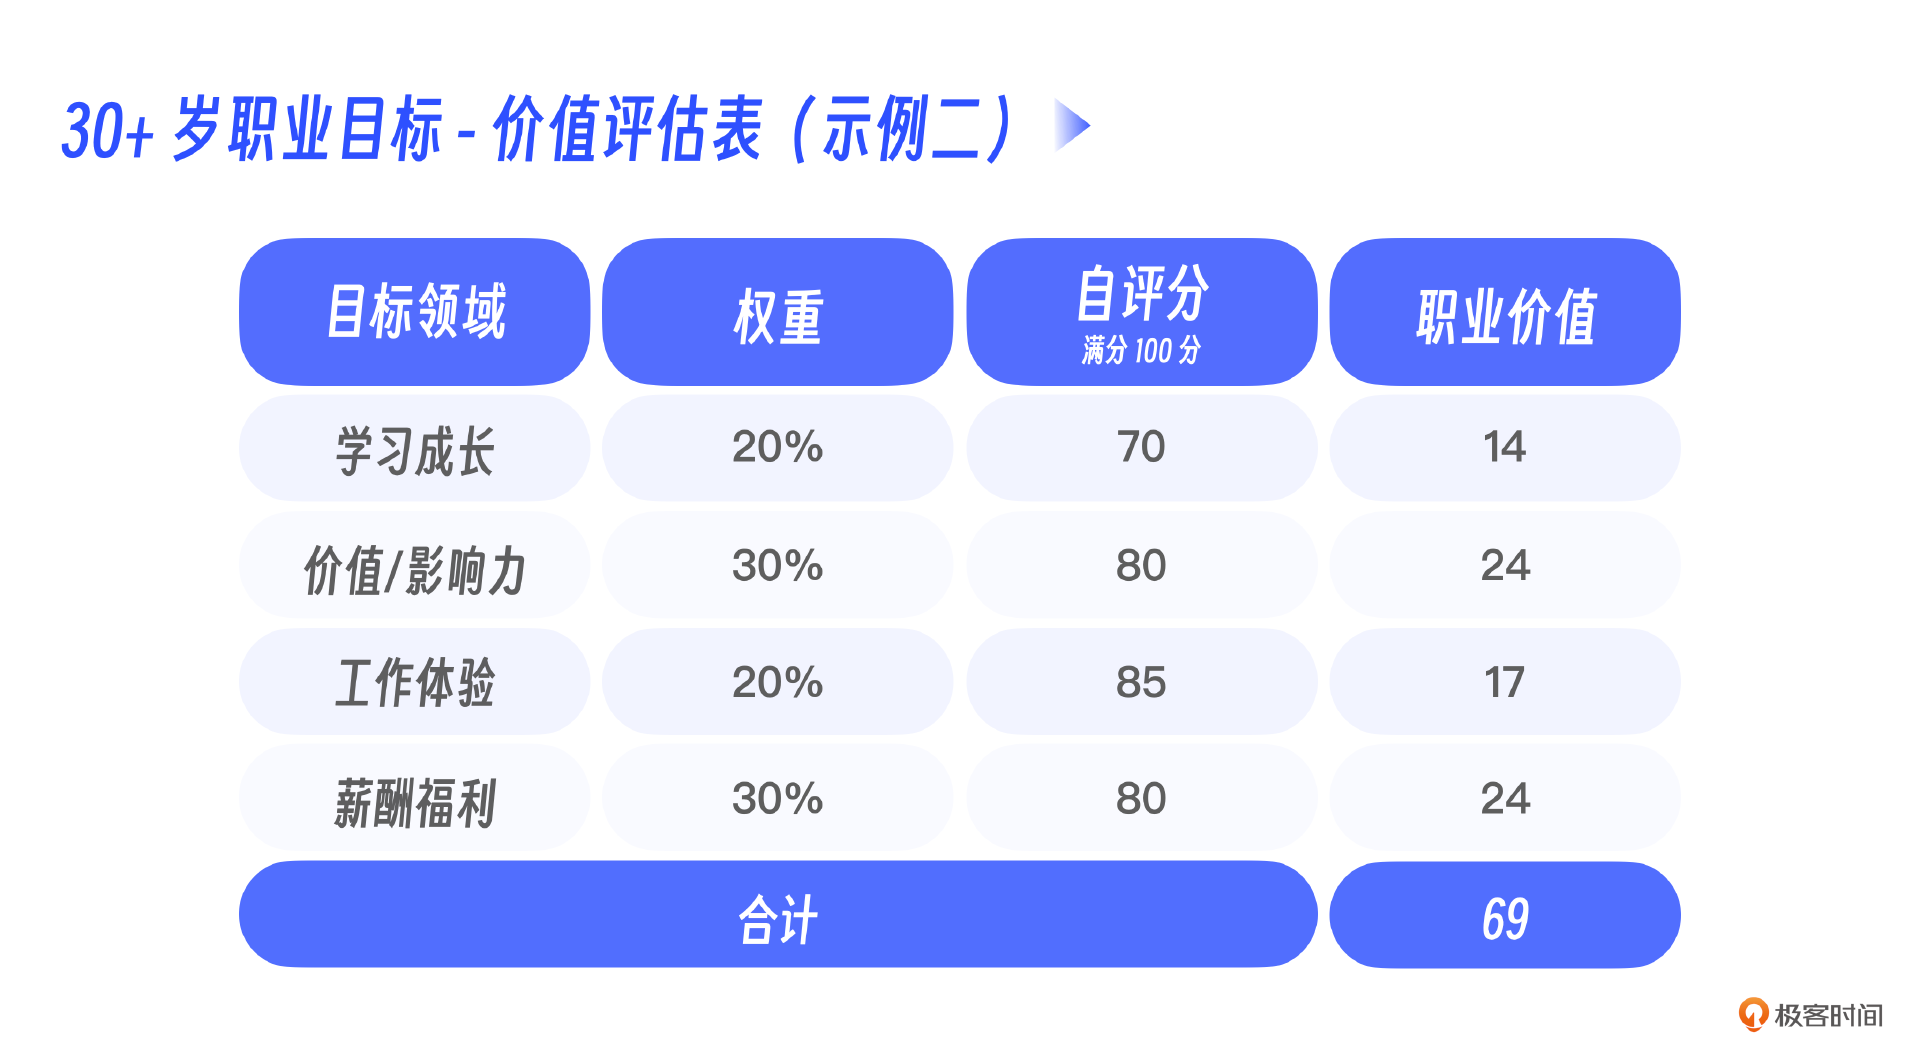 30+ 岁职业目标 - 价值评估表（示例二）
目标领域 权重 自评分 职业价值
满分 100 分
学习成长 20% 70 14
价值/影响力 30% 80 24
工作体验 20% 85 17
薪酬福利 30% 80 24
合计 69
极客时间